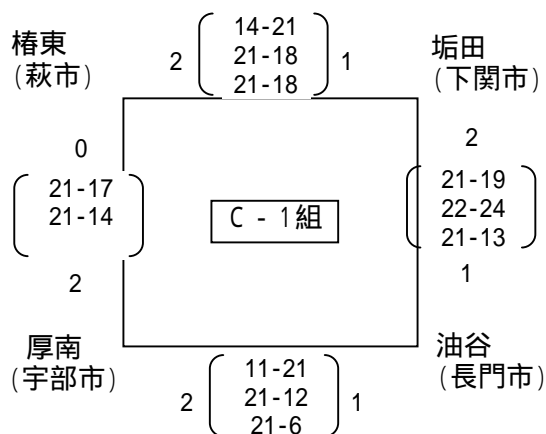 椿東
(萩市)
2
14-21
21-18
21-18
1
垢田
(下関市)
0
21-17
21-14
2
C - 1組
2
21-19
22-24
21-13
1
厚南
(宇部市)
2
11-21
21-12
21-6
1
油谷
(長門市)